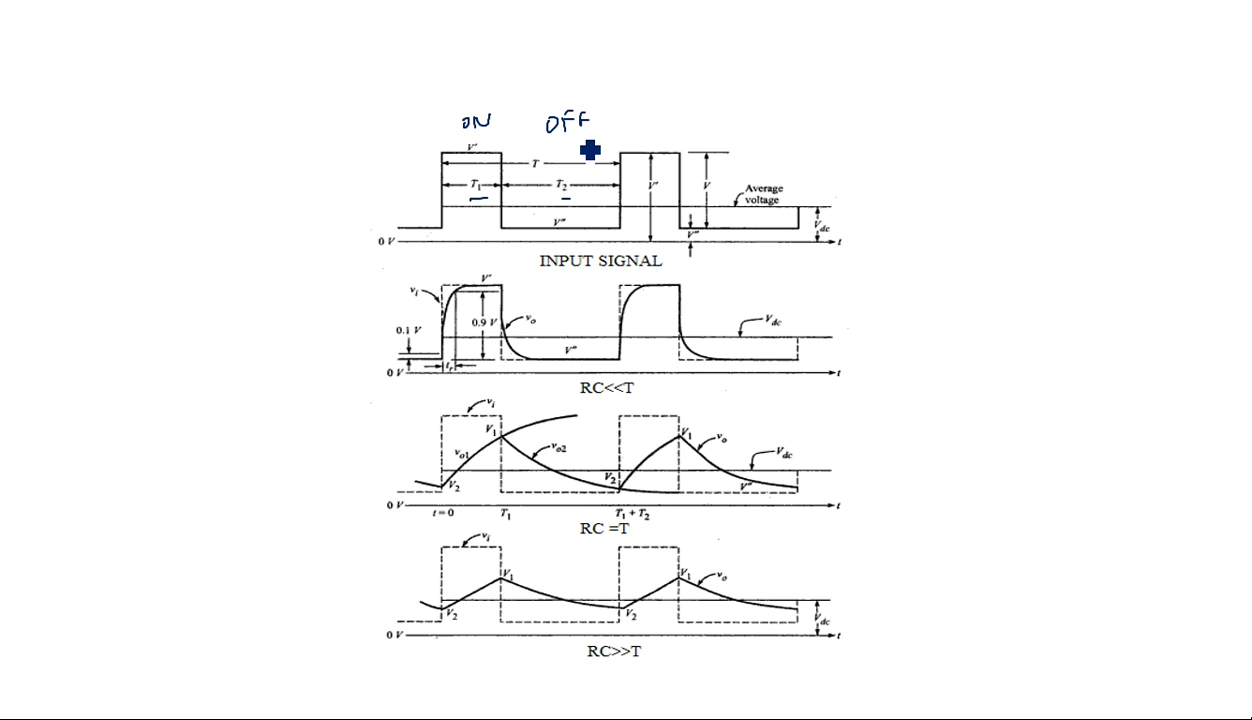 ON OFF
V'
T
T₁ T₂ V' V Average
voltage
V" V" Vdc
0 V t
INPUT SIGNAL
vi V'
0.1 V 0.9 V vo Vdc
V"
tr
0 V t
RC<<T
vi
V₁ V₁ vo
vo1 vo2 Vdc
V₂ V₂ V"
0 V t
t=0 T₁ T₁ + T₂
RC =T
vi
V₁ V₁ vo
V₂ V₂ Vdc
0 V t
RC>>T